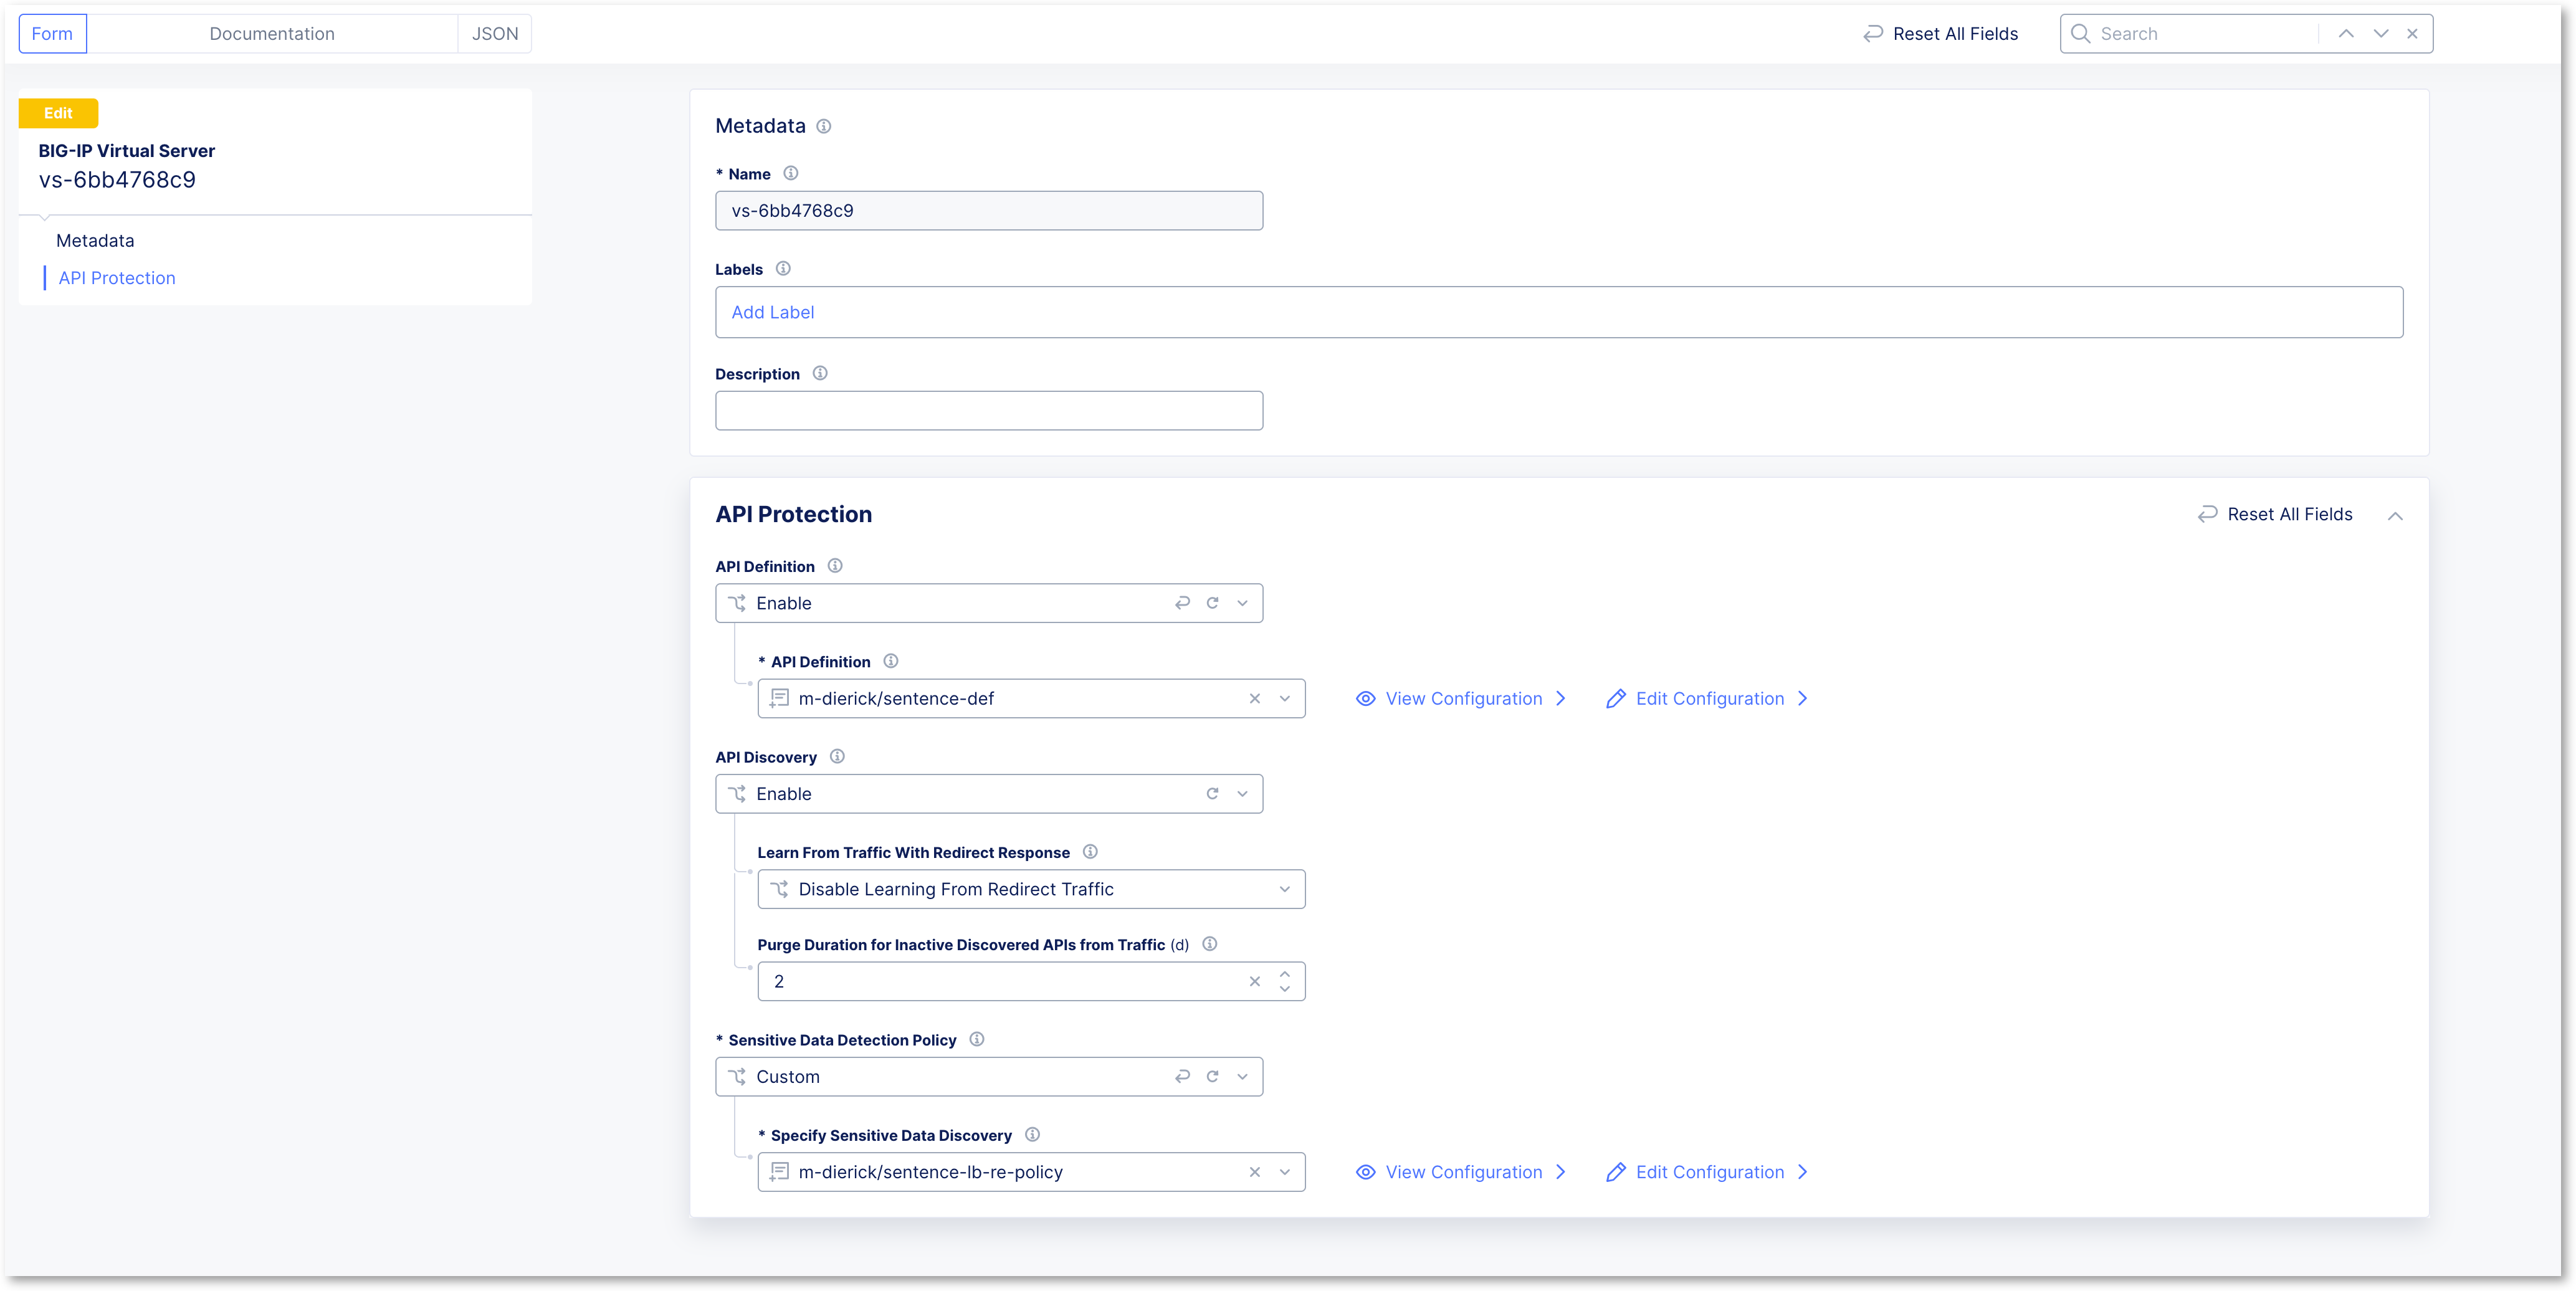 Form Documentation JSON Reset All Fields Search
Edit
BIG-IP Virtual Server
vs-6bb4768c9
Metadata
API Protection
Metadata
* Name
vs-6bb4768c9
Labels
Add Label
Description
API Protection Reset All Fields
API Definition
Enable
* API Definition
m-dierick/sentence-def View Configuration Edit Configuration
API Discovery
Enable
Learn From Traffic With Redirect Response
Disable Learning From Redirect Traffic
Purge Duration for Inactive Discovered APIs from Traffic (d)
2
* Sensitive Data Detection Policy
Custom
* Specify Sensitive Data Discovery
m-dierick/sentence-lb-re-policy View Configuration Edit Configuration